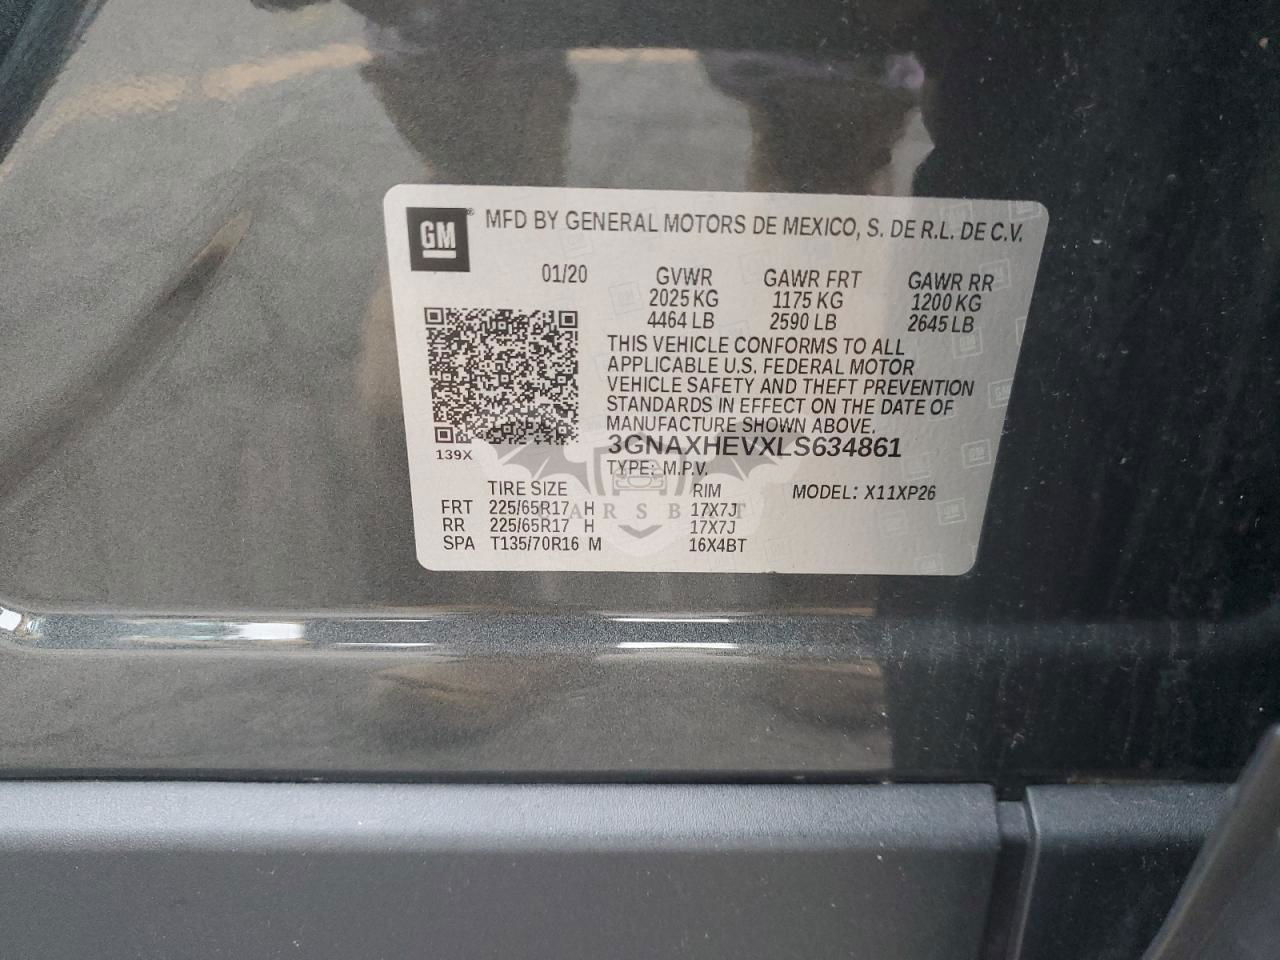 GM ® MFD BY GENERAL MOTORS DE MEXICO, S. DE R.L. DE C.V.
01/20 GVWR GAWR FRT GAWR RR
2025 KG 1175 KG 1200 KG
4464 LB 2590 LB 2645 LB
THIS VEHICLE CONFORMS TO ALL
APPLICABLE U.S. FEDERAL MOTOR
VEHICLE SAFETY AND THEFT PREVENTION
STANDARDS IN EFFECT ON THE DATE OF
MANUFACTURE SHOWN ABOVE.
139X
3GNAXHEVXLS634861
TYPE: M.P.V.
TIRE SIZE RIM MODEL: X11XP26
FRT 225/65R17 H 17X7J
RR 225/65R17 H 17X7J
SPA T135/70R16 M 16X4BT
CARSBAT